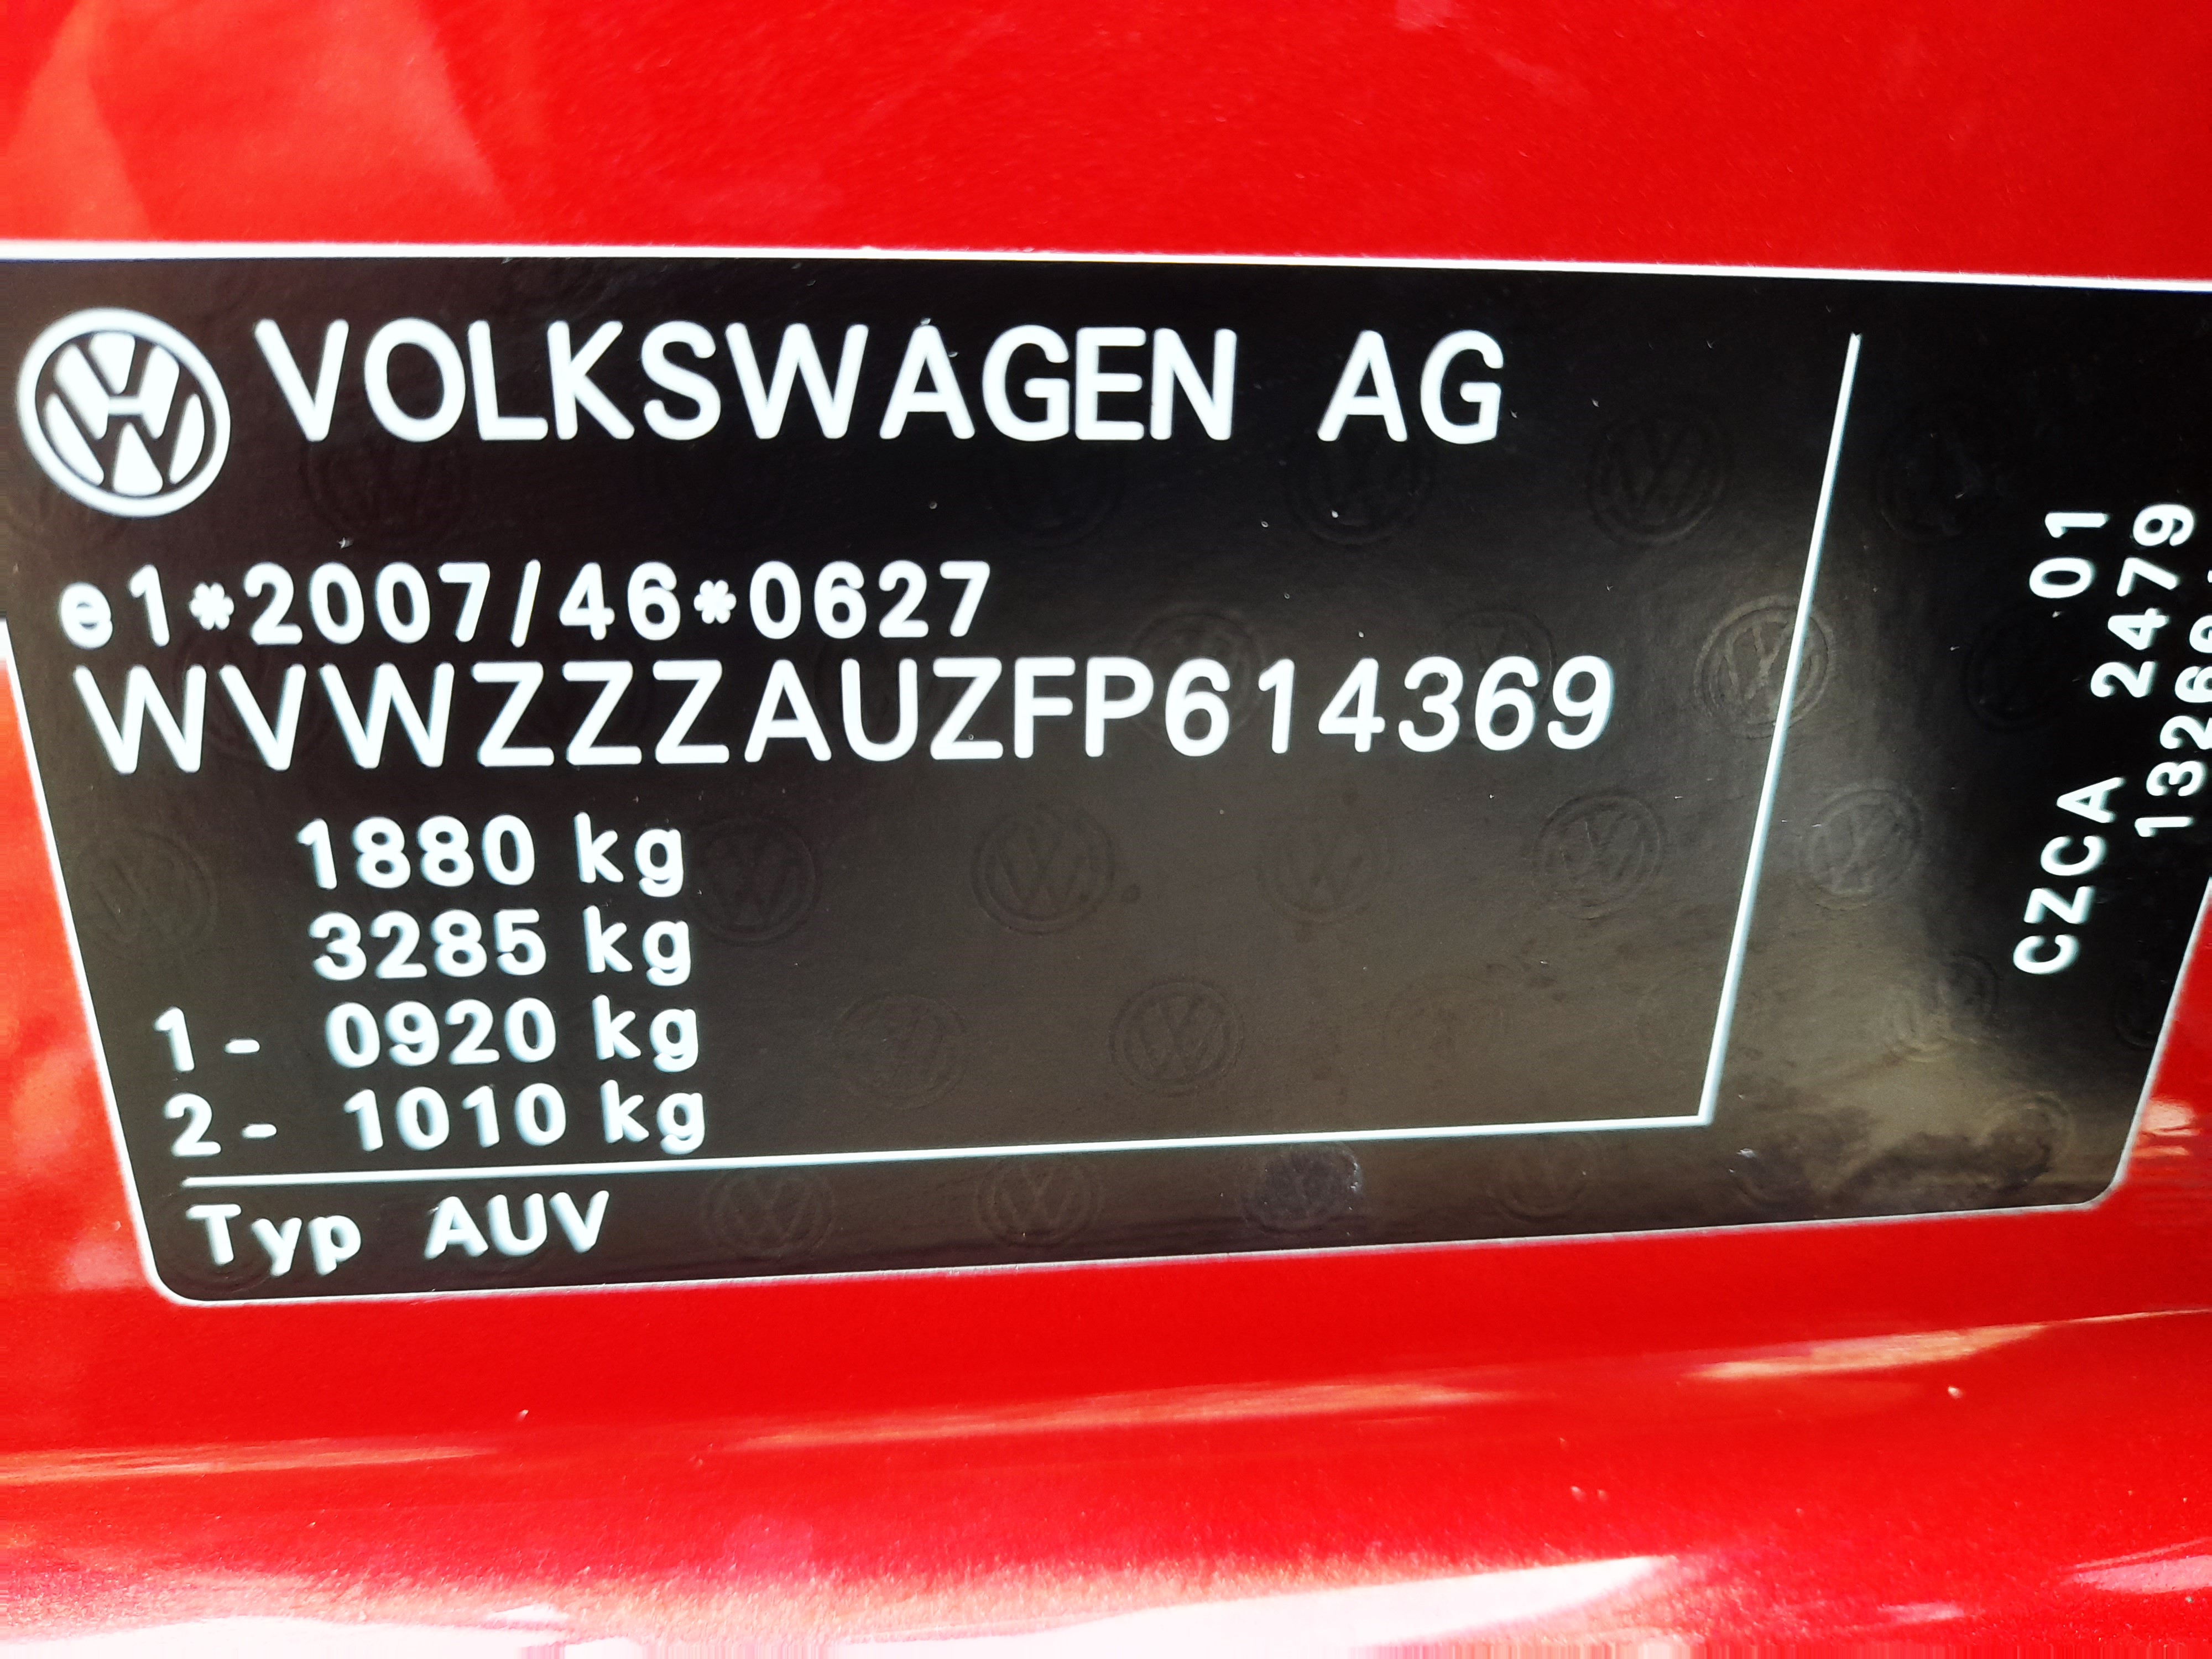 VOLKSWAGEN AG
e1*2007/46*0627
WVWZZZAUZFP614369
1880 kg
3285 kg
1- 0920 kg
2- 1010 kg
Typ AUV
CZCA 01
2479